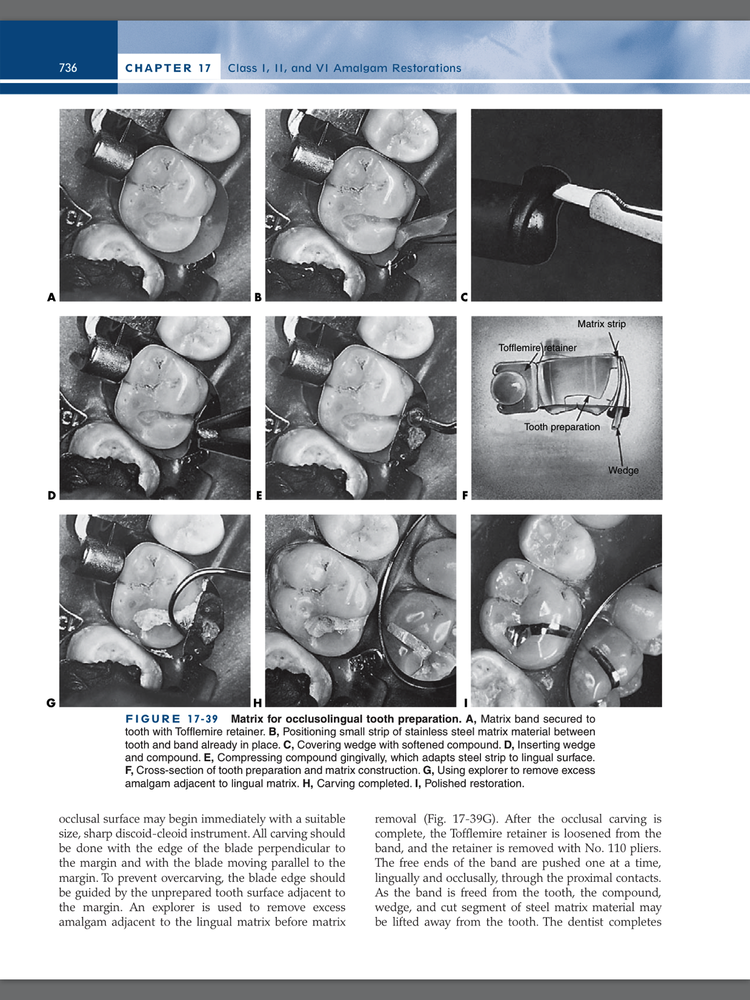 736
CHAPTER 17 Class I, II, and VI Amalgam Restorations
A
B
C
D
E
Matrix strip
Tofflemire retainer
Tooth preparation
Wedge
F
G
H
I
FIGURE 17-39 Matrix for occlusolingual tooth preparation. A, Matrix band secured to
tooth with Tofflemire retainer. B, Positioning small strip of stainless steel matrix material between
tooth and band already in place. C, Covering wedge with softened compound. D, Inserting wedge
and compound. E, Compressing compound gingivally, which adapts steel strip to lingual surface.
F, Cross-section of tooth preparation and matrix construction. G, Using explorer to remove excess
amalgam adjacent to lingual matrix. H, Carving completed. I, Polished restoration.
occlusal surface may begin immediately with a suitable
size, sharp discoid-cleoid instrument. All carving should
be done with the edge of the blade perpendicular to
the margin and with the blade moving parallel to the
margin. To prevent overcarving, the blade edge should
be guided by the unprepared tooth surface adjacent to
the margin. An explorer is used to remove excess
amalgam adjacent to the lingual matrix before matrix
removal (Fig. 17-39G). After the occlusal carving is
complete, the Tofflemire retainer is loosened from the
band, and the retainer is removed with No. 110 pliers.
The free ends of the band are pushed one at a time,
lingually and occlusally, through the proximal contacts.
As the band is freed from the tooth, the compound,
wedge, and cut segment of steel matrix material may
be lifted away from the tooth. The dentist completes